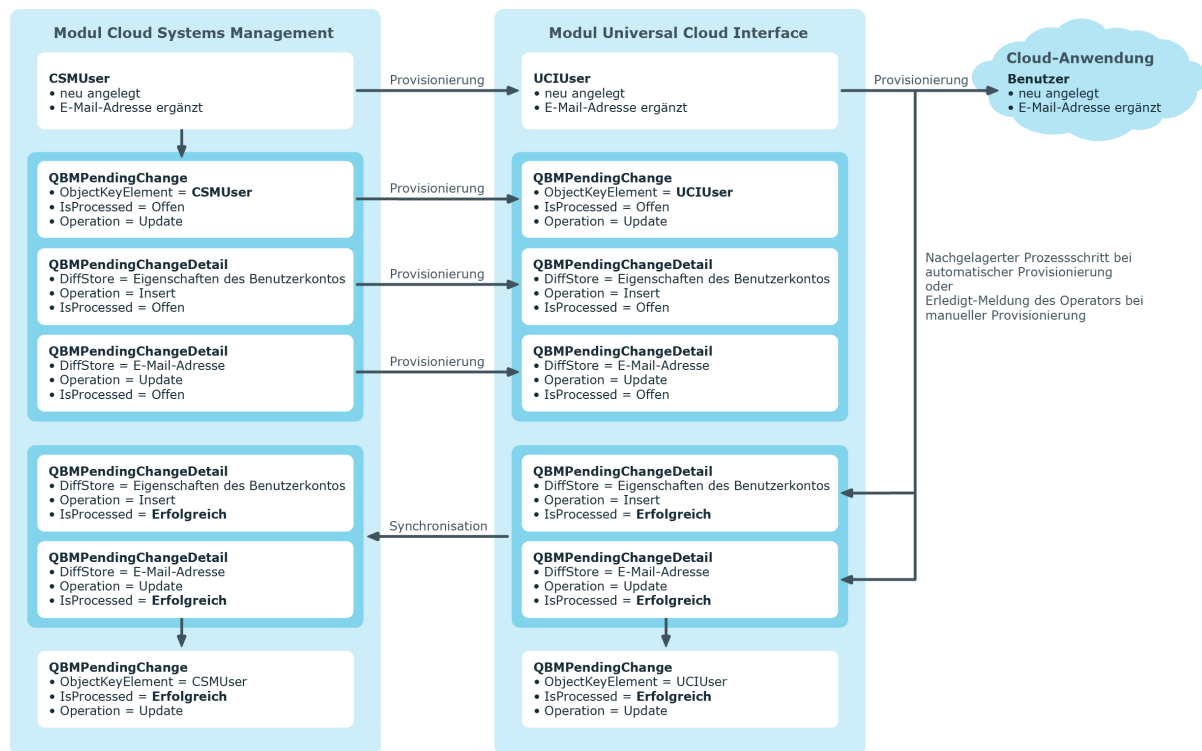 Modul Cloud Systems Management
CSMUser
• neu angelegt
• E-Mail-Adresse ergänzt
Provisionierung
Modul Universal Cloud Interface
UCIUser
• neu angelegt
• E-Mail-Adresse ergänzt
Provisionierung
Cloud-Anwendung
Benutzer
• neu angelegt
• E-Mail-Adresse ergänzt
QBMPendingChange
• ObjectKeyElement = CSMUser
• IsProcessed = Offen
• Operation = Update
Provisionierung
QBMPendingChange
• ObjectKeyElement = UCIUser
• IsProcessed = Offen
• Operation = Update
QBMPendingChangeDetail
• DiffStore = Eigenschaften des Benutzerkontos
• Operation = Insert
• IsProcessed = Offen
Provisionierung
QBMPendingChangeDetail
• DiffStore = Eigenschaften des Benutzerkontos
• Operation = Insert
• IsProcessed = Offen
Nachgelagerter Prozessschritt bei
automatischer Provisionierung
oder
Erledigt-Meldung des Operators bei
manueller Provisionierung
QBMPendingChangeDetail
• DiffStore = E-Mail-Adresse
• Operation = Update
• IsProcessed = Offen
Provisionierung
QBMPendingChangeDetail
• DiffStore = E-Mail-Adresse
• Operation = Update
• IsProcessed = Offen
QBMPendingChangeDetail
• DiffStore = Eigenschaften des Benutzerkontos
• Operation = Insert
• IsProcessed = Erfolgreich
QBMPendingChangeDetail
• DiffStore = E-Mail-Adresse
• Operation = Update
• IsProcessed = Erfolgreich
Synchronisation
QBMPendingChangeDetail
• DiffStore = Eigenschaften des Benutzerkontos
• Operation = Insert
• IsProcessed = Erfolgreich
QBMPendingChangeDetail
• DiffStore = E-Mail-Adresse
• Operation = Update
• IsProcessed = Erfolgreich
QBMPendingChange
• ObjectKeyElement = CSMUser
• IsProcessed = Erfolgreich
• Operation = Update
QBMPendingChange
• ObjectKeyElement = UCIUser
• IsProcessed = Erfolgreich
• Operation = Update